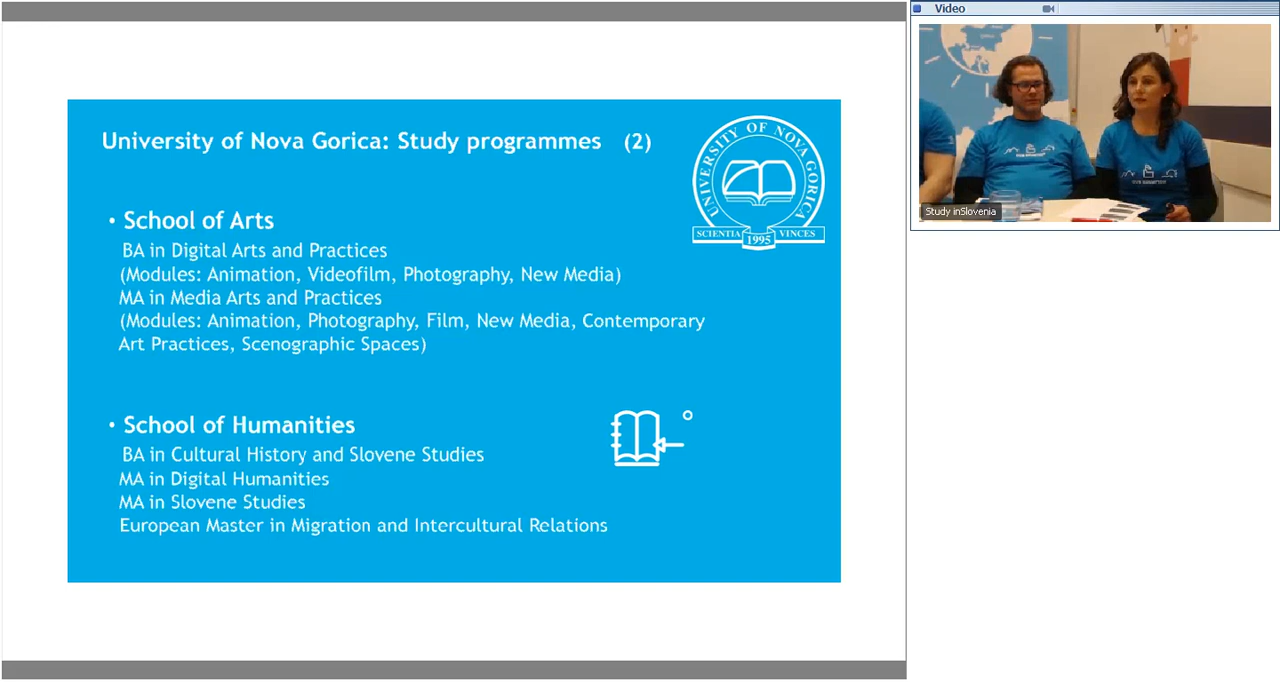 Video
University of Nova Gorica: Study programmes (2)
UNIVERSITY OF NOVA GORICA
SCIENTIA 1995 VINCES
• School of Arts
BA in Digital Arts and Practices
(Modules: Animation, Videofilm, Photography, New Media)
MA in Media Arts and Practices
(Modules: Animation, Photography, Film, New Media, Contemporary
Art Practices, Scenographic Spaces)
• School of Humanities
BA in Cultural History and Slovene Studies
MA in Digital Humanities
MA in Slovene Studies
European Master in Migration and Intercultural Relations
Study inSlovenia